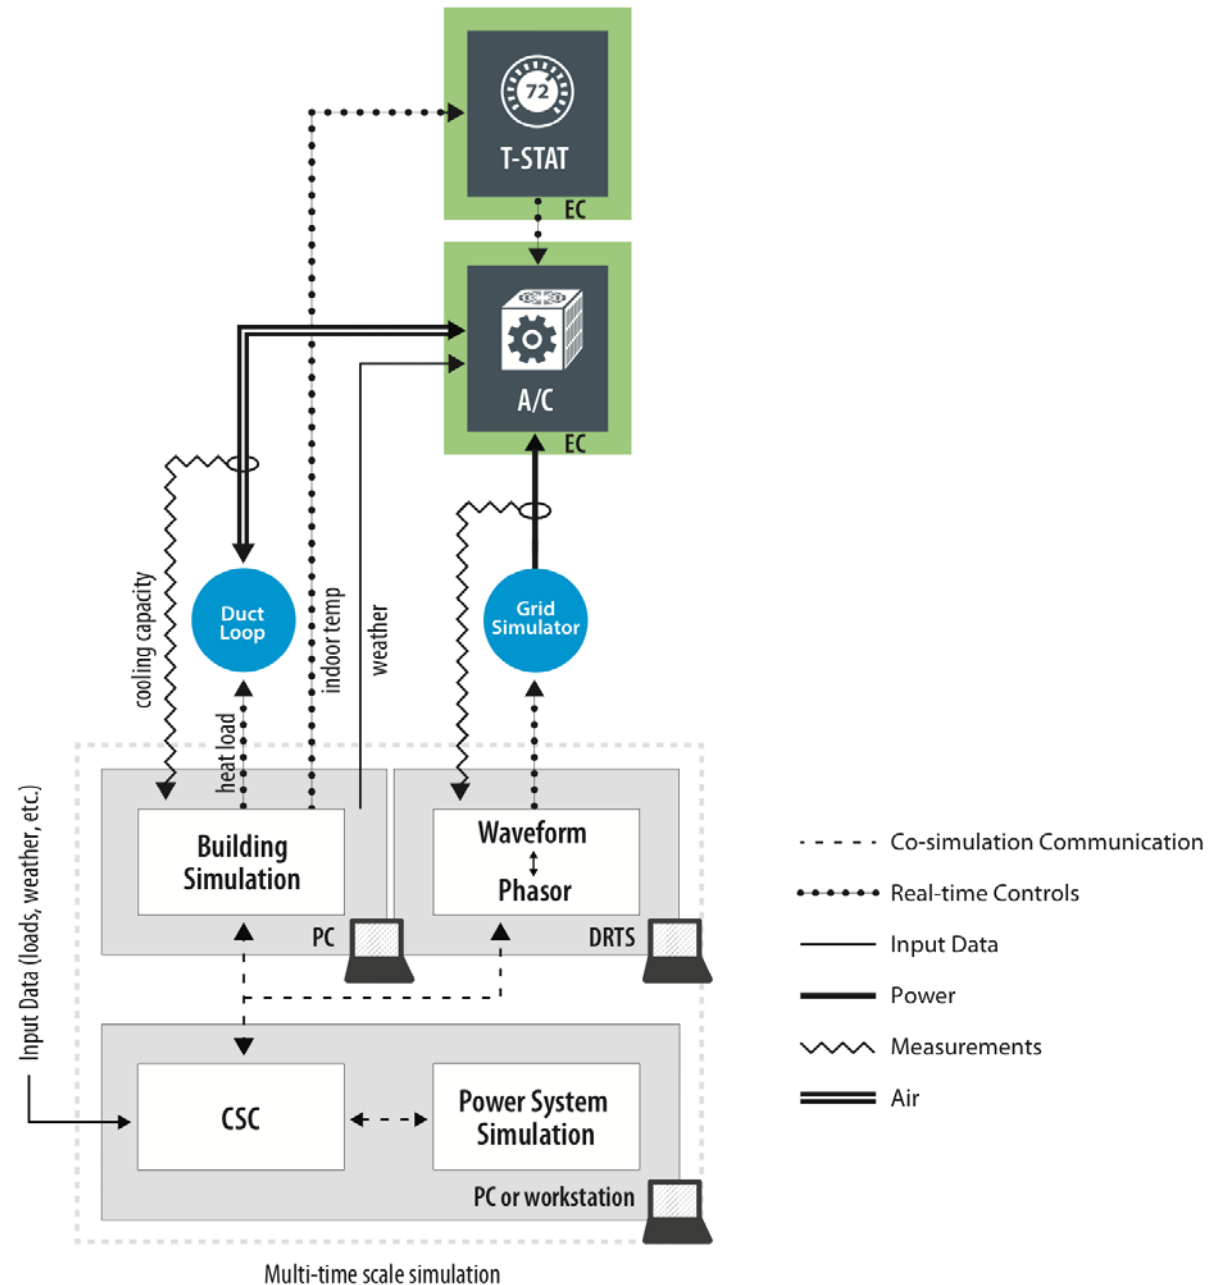 72
T-STAT
EC
A/C
EC
cooling capacity
Duct
Loop
heat load
indoor temp
weather
Grid
Simulator
Input Data (loads, weather, etc.)
Building
Simulation
PC
Waveform
Phasor
DRTS
CSC
Power System
Simulation
PC or workstation
Multi-time scale simulation
Co-simulation Communication
Real-time Controls
Input Data
Power
Measurements
Air